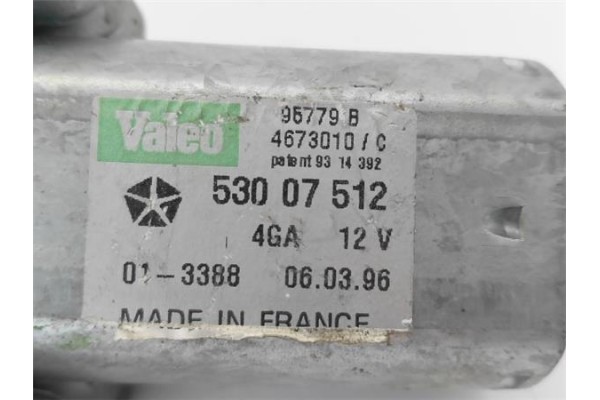 Valeo
95779 B
4673010 / C
patent 93 14 392
530 07 512
4GA 12 V
01-3388 06.03.96
MADE IN FRANCE